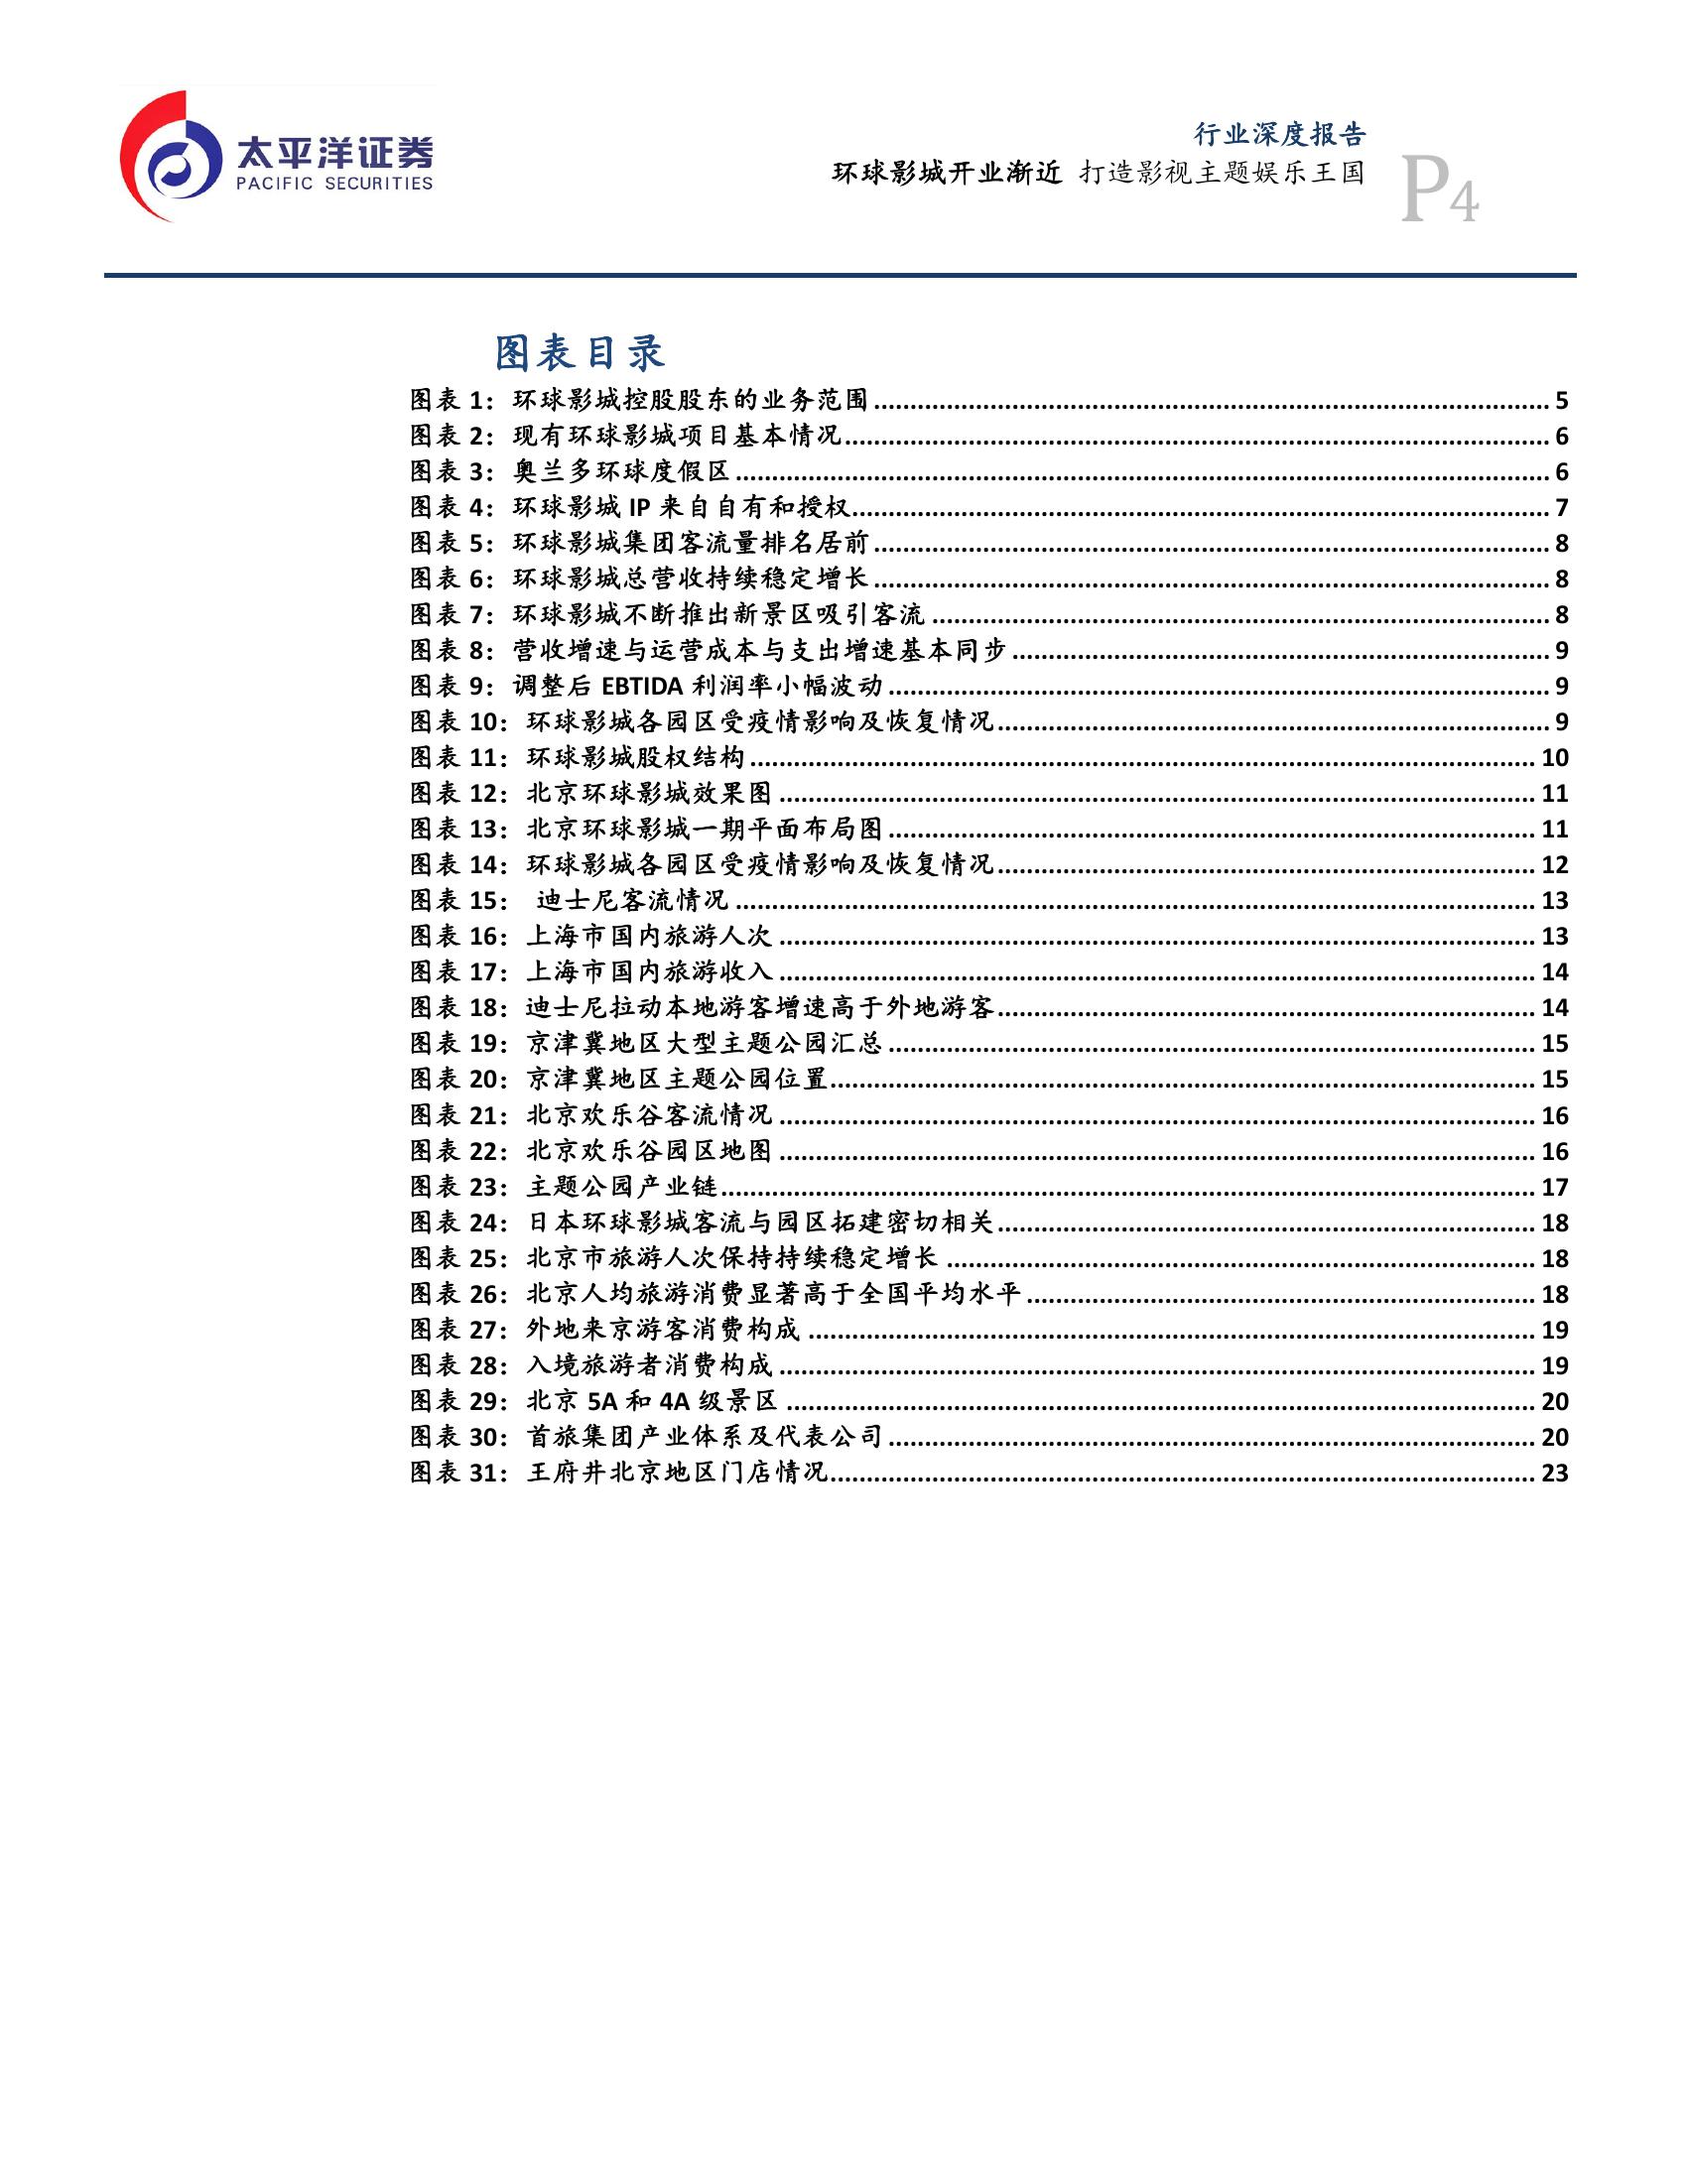 太平洋证券
PACIFIC SECURITIES
行业深度报告
环球影城开业渐近 打造影视主题娱乐王国
P4
图表目录
图表 1：环球影城控股股东的业务范围 5
图表 2：现有环球影城项目基本情况 6
图表 3：奥兰多环球度假区 6
图表 4：环球影城 IP 来自自有和授权 7
图表 5：环球影城集团客流量排名居前 8
图表 6：环球影城总营收持续稳定增长 8
图表 7：环球影城不断推出新景区吸引客流 8
图表 8：营收增速与运营成本与支出增速基本同步 9
图表 9：调整后 EBTIDA 利润率小幅波动 9
图表 10：环球影城各园区受疫情影响及恢复情况 9
图表 11：环球影城股权结构 10
图表 12：北京环球影城效果图 11
图表 13：北京环球影城一期平面布局图 11
图表 14：环球影城各园区受疫情影响及恢复情况 12
图表 15： 迪士尼客流情况 13
图表 16：上海市国内旅游人次 13
图表 17：上海市国内旅游收入 14
图表 18：迪士尼拉动本地游客增速高于外地游客 14
图表 19：京津冀地区大型主题公园汇总 15
图表 20：京津冀地区主题公园位置 15
图表 21：北京欢乐谷客流情况 16
图表 22：北京欢乐谷园区地图 16
图表 23：主题公园产业链 17
图表 24：日本环球影城客流与园区拓建密切相关 18
图表 25：北京市旅游人次保持持续稳定增长 18
图表 26：北京人均旅游消费显著高于全国平均水平 18
图表 27：外地来京游客消费构成 19
图表 28：入境旅游者消费构成 19
图表 29：北京 5A 和 4A 级景区 20
图表 30：首旅集团产业体系及代表公司 20
图表 31：王府井北京地区门店情况 23